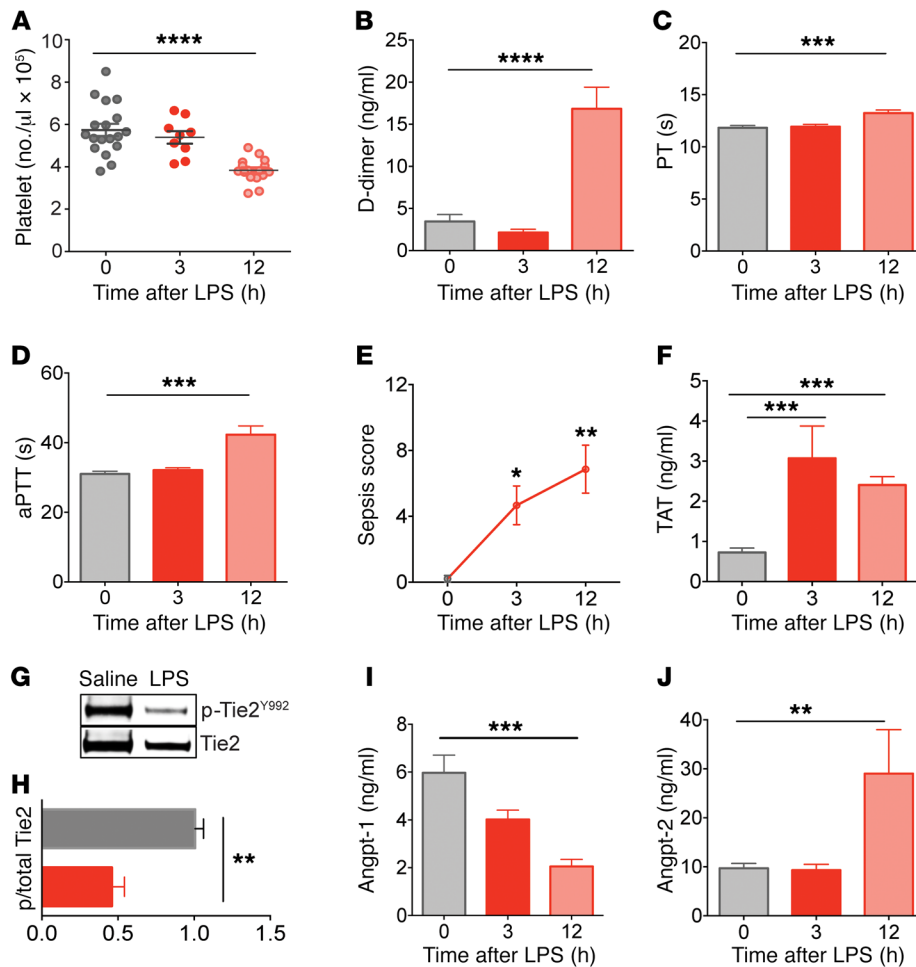 A
Platelet (no./μl × 10⁵)
****
10
8
6
4
2
0
0 3 12
Time after LPS (h)
B
D-dimer (ng/ml)
****
25
20
15
10
5
0
0 3 12
Time after LPS (h)
C
PT (s)
***
20
15
10
5
0
0 3 12
Time after LPS (h)
D
aPTT (s)
***
60
40
20
0
0 3 12
Time after LPS (h)
E
Sepsis score
12
8
4
0
*
**
0 3 12
Time after LPS (h)
F
TAT (ng/ml)
***
***
5
4
3
2
1
0
0 3 12
Time after LPS (h)
G
Saline LPS
p-Tie2ʸ⁹⁹²
Tie2
H
p/total Tie2
**
0.0 0.5 1.0 1.5
I
Angpt-1 (ng/ml)
***
8
6
4
2
0
0 3 12
Time after LPS (h)
J
Angpt-2 (ng/ml)
**
40
30
20
10
0
0 3 12
Time after LPS (h)